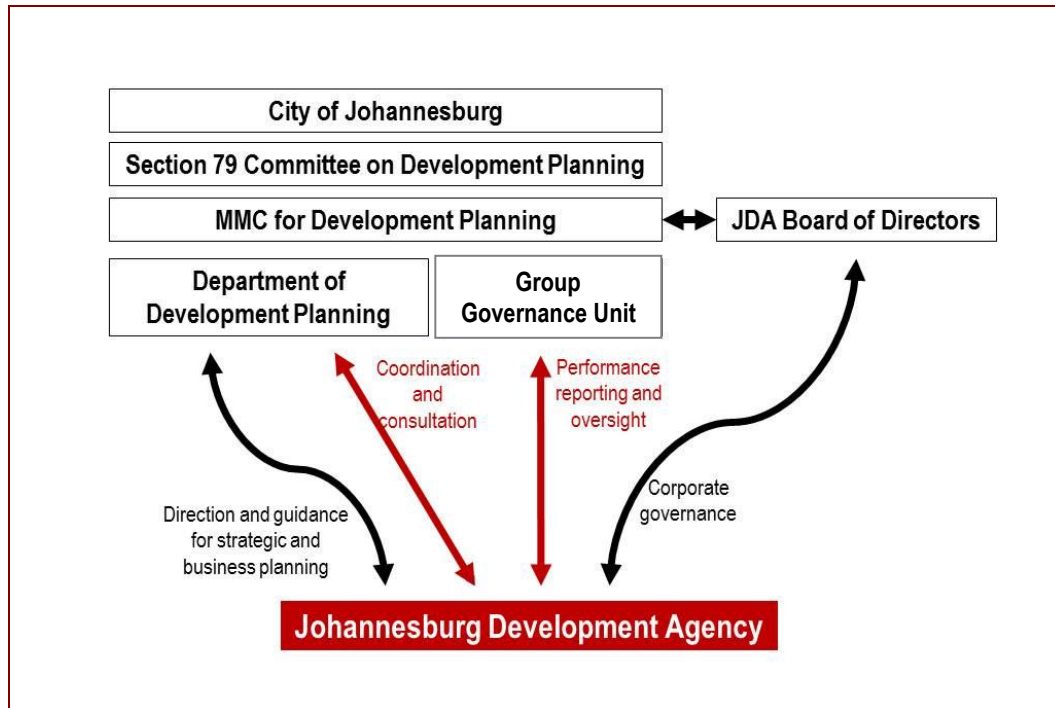 City of Johannesburg
Section 79 Committee on Development Planning
MMC for Development Planning
JDA Board of Directors
Department of
Development Planning
Group
Governance Unit
Coordination
and
consultation
Performance
reporting and
oversight
Corporate
governance
Direction and guidance
for strategic and
business planning
Johannesburg Development Agency